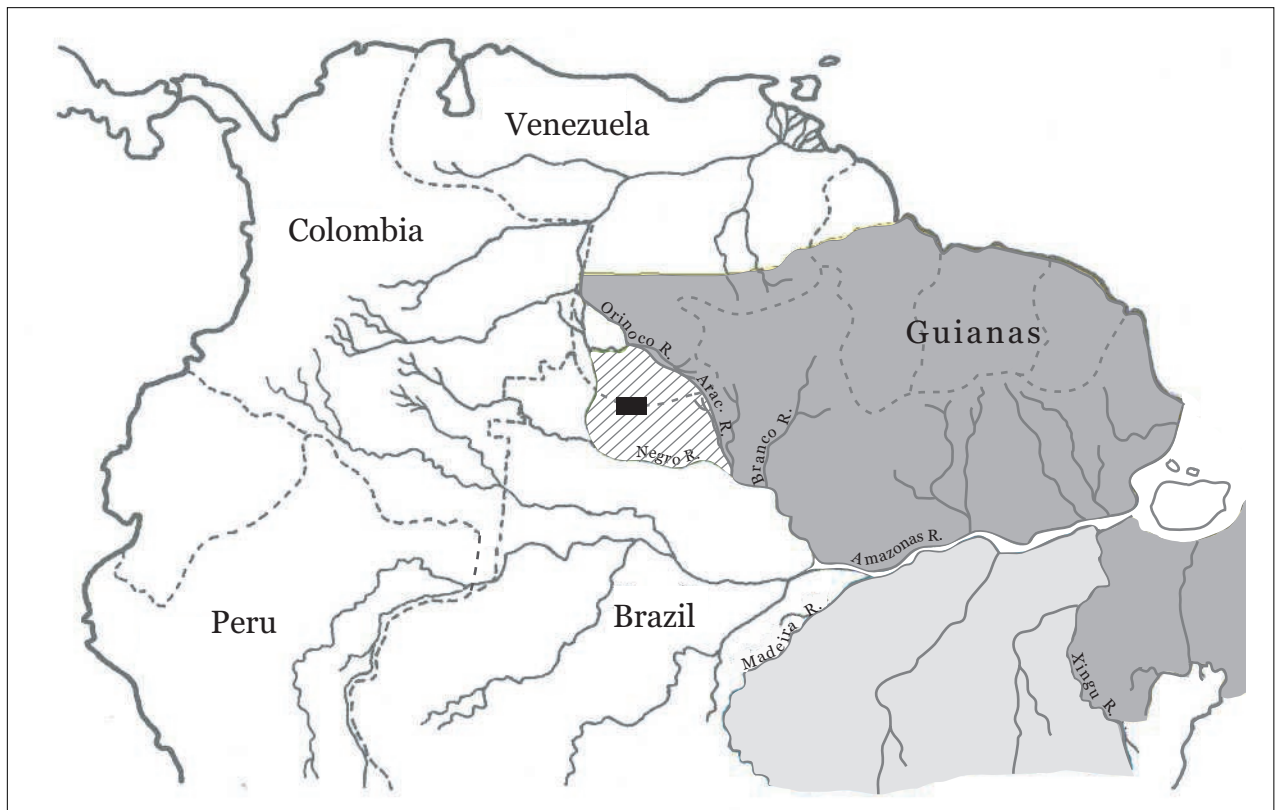 Venezuela
Colombia
Orinoco R.
Guianas
Arac. R.
Branco R.
Negro R.
Amazonas R.
Peru
Brazil
Madeira R.
Xingu R.